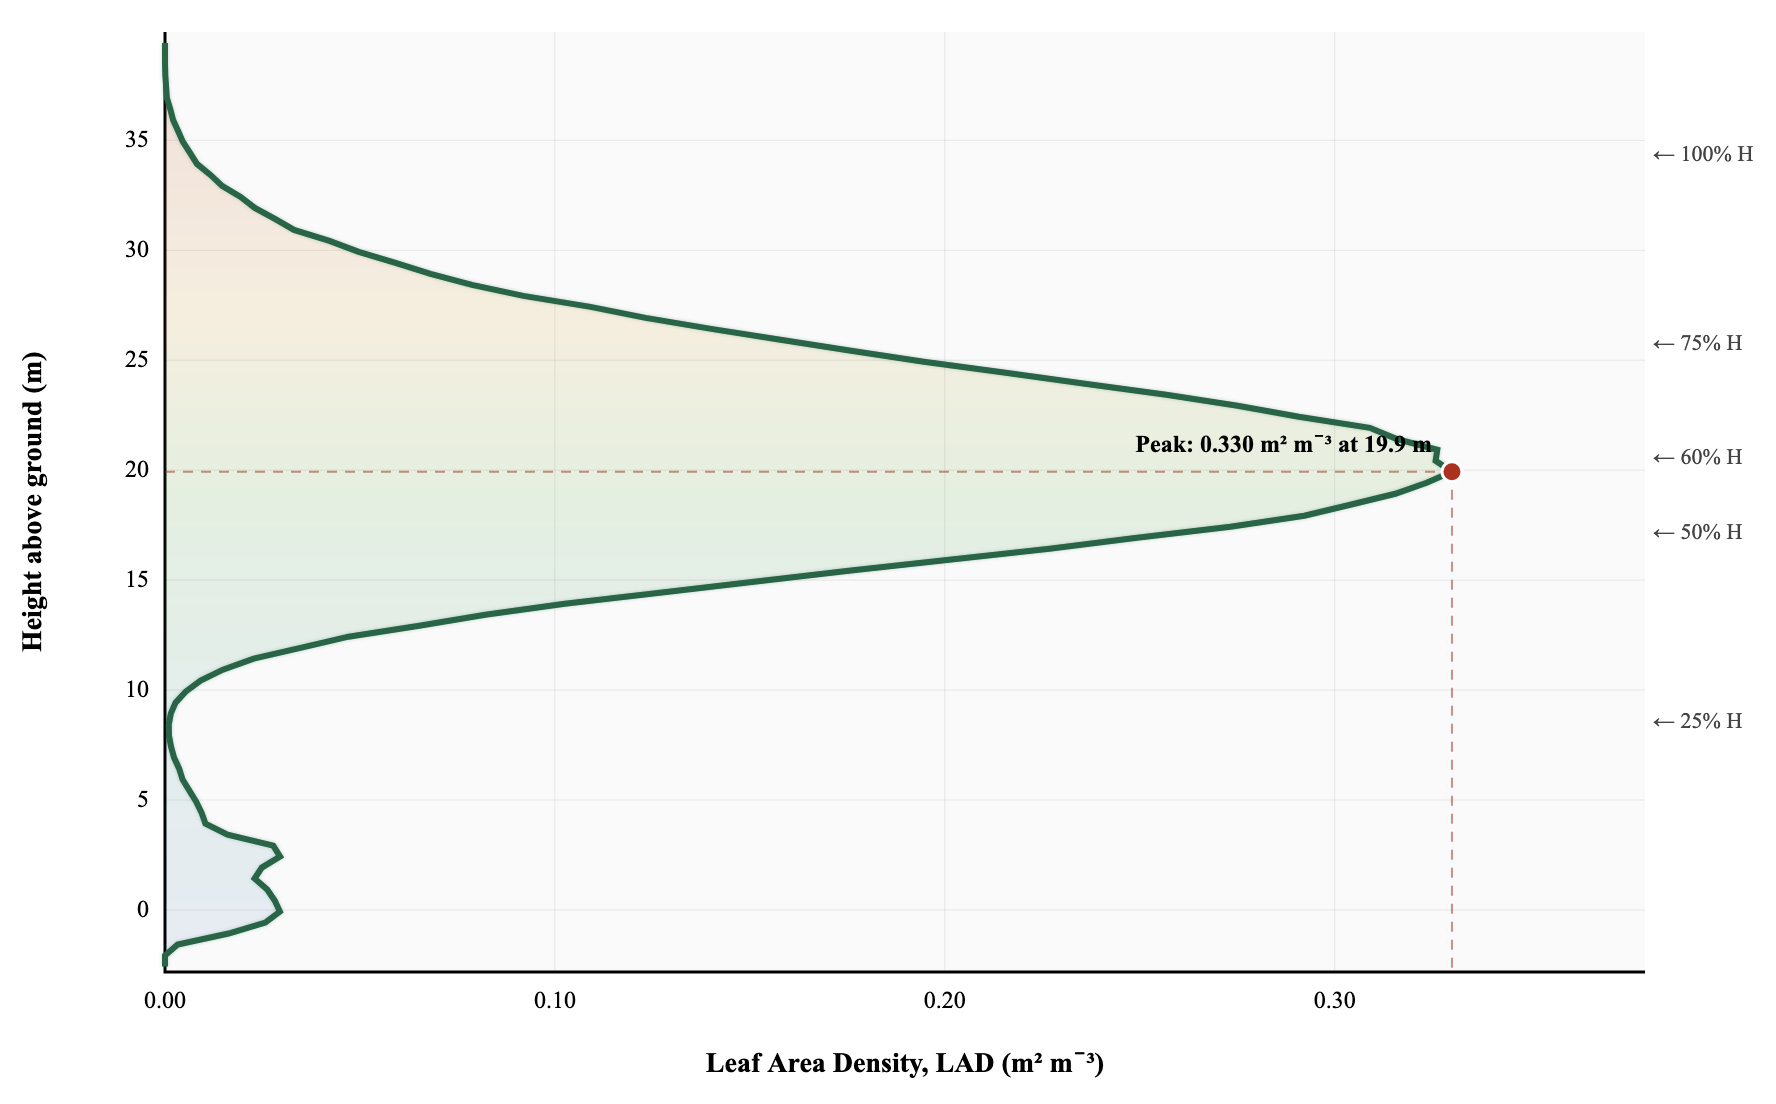 35
30
25
20
15
10
5
0
Height above ground (m)
← 100% H
← 75% H
← 60% H
← 50% H
← 25% H
Peak: 0.330 m² m⁻³ at 19.9 m
0.00 0.10 0.20 0.30
Leaf Area Density, LAD (m² m⁻³)